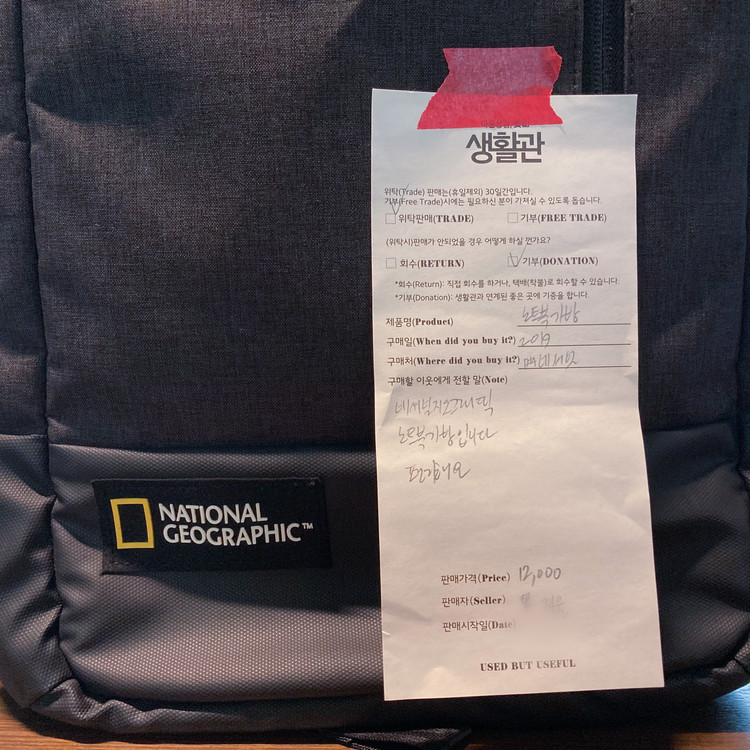 생활관
위탁(Trade) 판매는(휴일제외) 30일간입니다.
기부(Free Trade)시에는 필요하신 분이 가져실 수 있도록 돕습니다.
위탁판매(TRADE) 기부(FREE TRADE)
(위탁시)판매가 안되었을 경우 어떻게 하실 껀가요?
회수(RETURN) 기부(DONATION)
*회수(Return): 직접 회수를 하거나, 택배(착불)로 회수할 수 있습니다.
*기부(Donation): 생활관과 연계된 좋은 곳에 기증을 합니다.
제품명(Product) 노트북가방
구매일(When did you buy it?) 2019
구매처(Where did you buy it?)
구매할 이웃에게 전할 말(Note)
노트북가방입니다
판매가격(Price) 12,000
판매자(Seller)
판매시작일(Date)
USED BUT USEFUL
NATIONAL
GEOGRAPHIC™